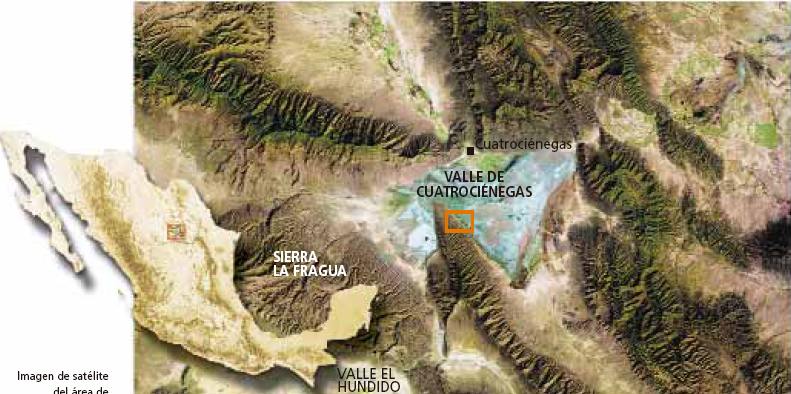 Cuatrociénegas
VALLE DE
CUATROCIÉNEGAS
SIERRA
LA FRAGUA
VALLE EL
HUNDIDO
Imagen de satélite
del área de